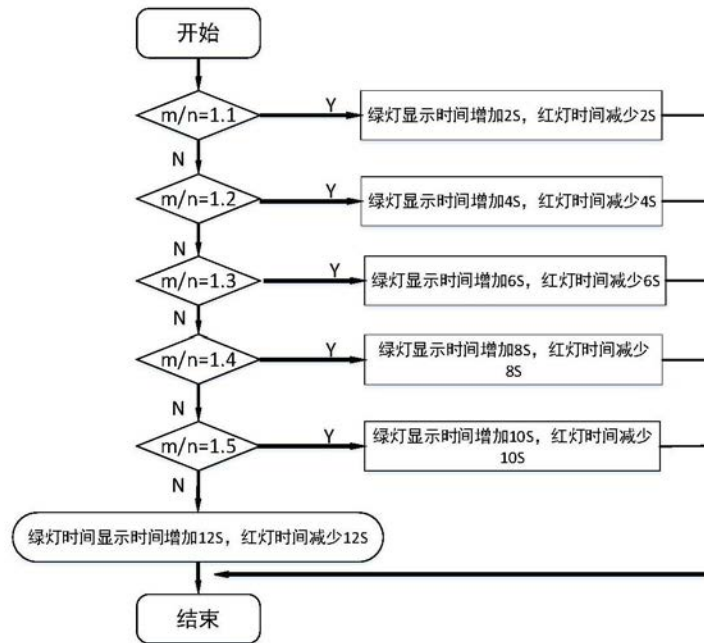 开始
m/n=1.1
Y
绿灯显示时间增加2S，红灯时间减少2S
N
m/n=1.2
Y
绿灯显示时间增加4S，红灯时间减少4S
N
m/n=1.3
Y
绿灯显示时间增加6S，红灯时间减少6S
N
m/n=1.4
Y
绿灯显示时间增加8S，红灯时间减少
8S
N
m/n=1.5
Y
绿灯显示时间增加10S，红灯时间减少
10S
N
绿灯时间显示时间增加12S，红灯时间减少12S
结束